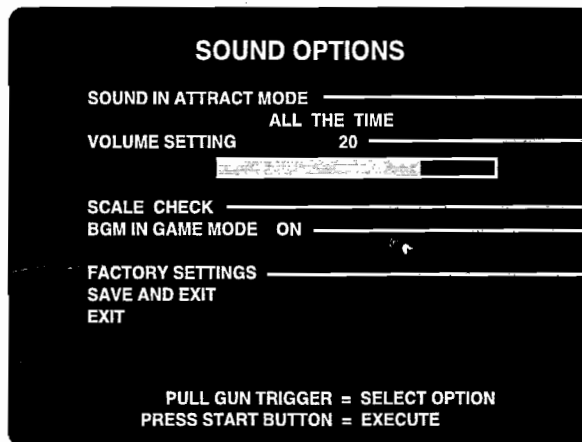 SOUND OPTIONS
SOUND IN ATTRACT MODE
ALL THE TIME
VOLUME SETTING 20
SCALE CHECK
BGM IN GAME MODE ON
FACTORY SETTINGS
SAVE AND EXIT
EXIT
PULL GUN TRIGGER = SELECT OPTION
PRESS START BUTTON = EXECUTE